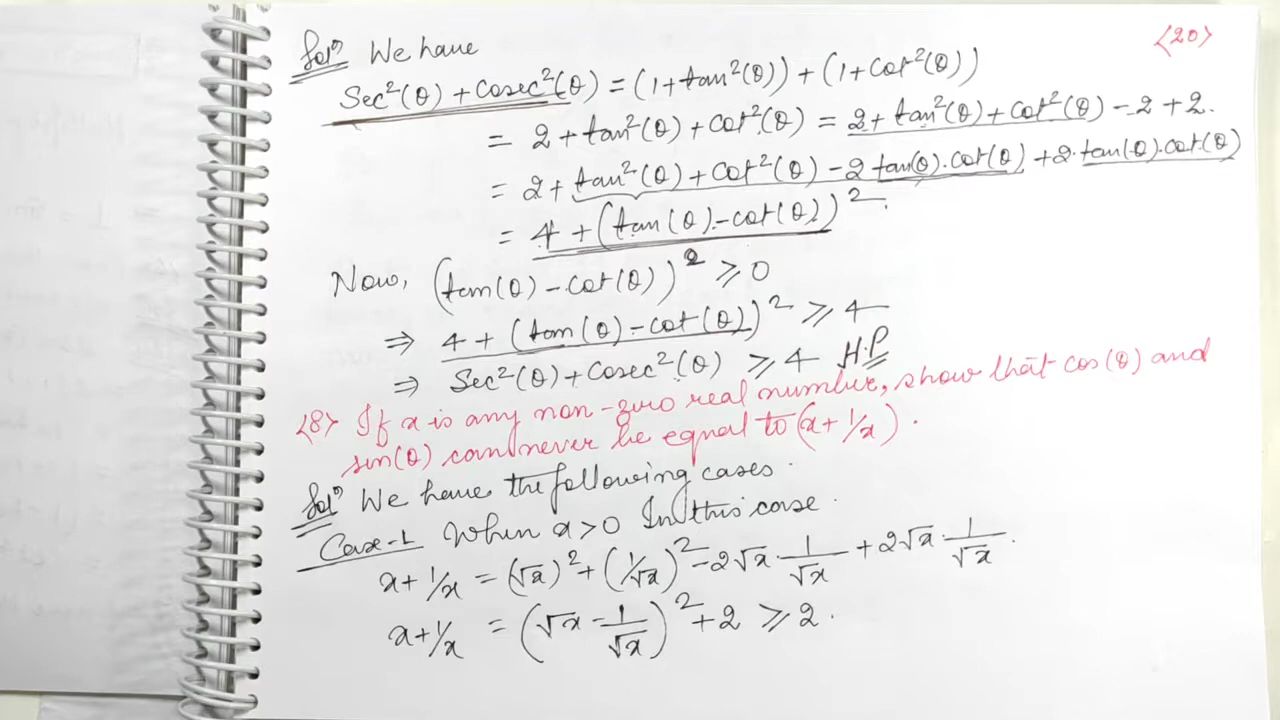 <20>
Solⁿ We have
Sec²(θ) + Cosec²(θ) = (1+tan²(θ)) + (1+Cot²(θ))
= 2 + tan²(θ) + Cot²(θ) = 2 + tan²(θ) + Cot²(θ) - 2 + 2.
= 2 + tan²(θ) + Cot²(θ) - 2 tan(θ).Cot(θ) + 2.tan(θ).Cot(θ)
= 4 + (tan(θ) - cot(θ))².
Now, (tan(θ) - cot(θ))² ≥ 0
⇒ 4 + (tan(θ) - cot(θ))² ≥ 4
⇒ Sec²(θ) + Cosec²(θ) ≥ 4 H.P
<8> If x is any non-zero real number, show that cos(θ) and
sin(θ) can never be equal to (x + 1/x).
Solⁿ We have the following cases.
Case-1 When x > 0 In this case.
x + 1/x = (√x)² + (1/√x)² - 2√x . 1/√x + 2√x . 1/√x.
x + 1/x = (√x - 1/√x)² + 2 ≥ 2.